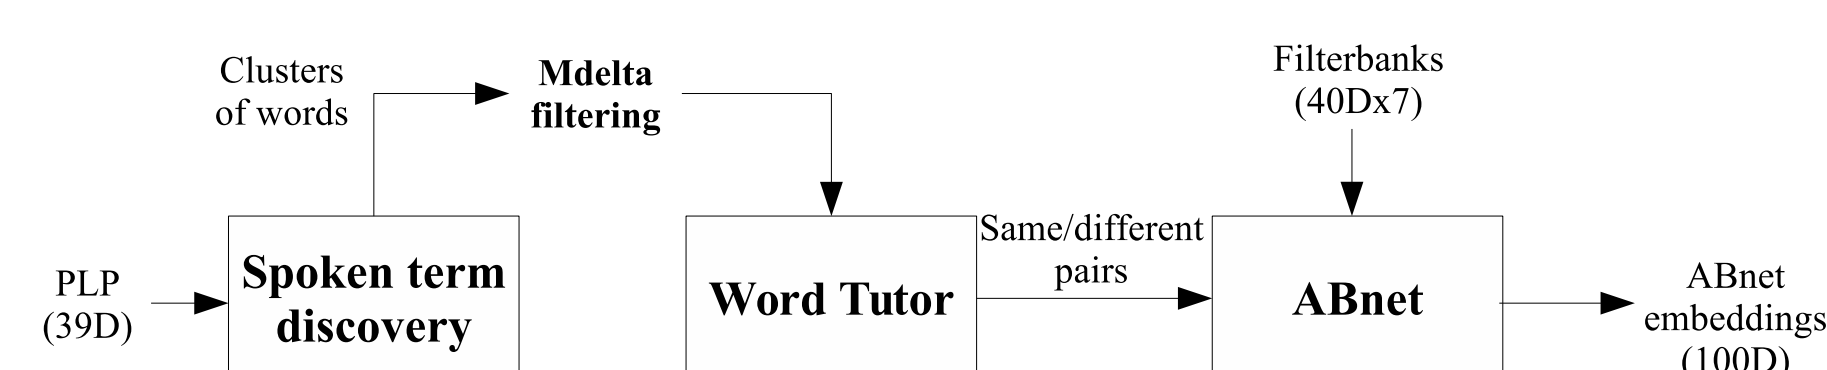 Clusters
of words
Mdelta
filtering
Filterbanks
(40Dx7)
PLP
(39D)
Spoken term
discovery
Word Tutor
Same/different
pairs
ABnet
ABnet
embeddings
(100D)